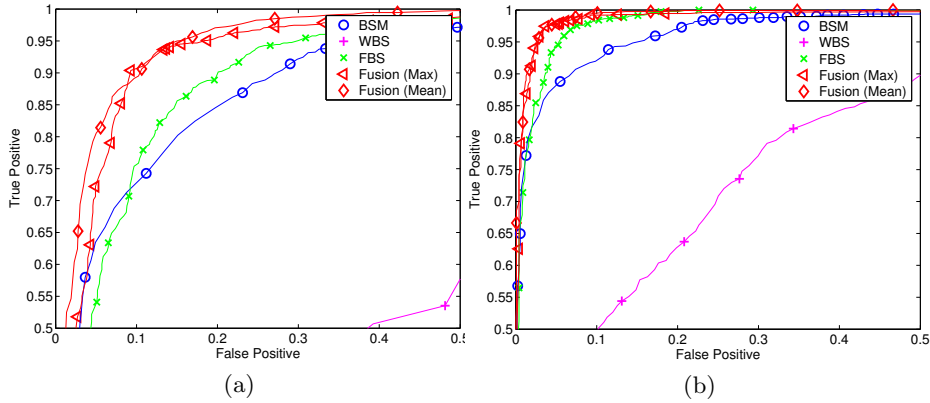 1
0.95
0.9
0.85
0.8
0.75
0.7
0.65
0.6
0.55
0.5
True Positive
0 0.1 0.2 0.3 0.4 0.5
False Positive
BSM
WBS
FBS
Fusion (Max)
Fusion (Mean)
(a)
1
0.95
0.9
0.85
0.8
0.75
0.7
0.65
0.6
0.55
0.5
True Positive
0 0.1 0.2 0.3 0.4 0.5
False Positive
BSM
WBS
FBS
Fusion (Max)
Fusion (Mean)
(b)